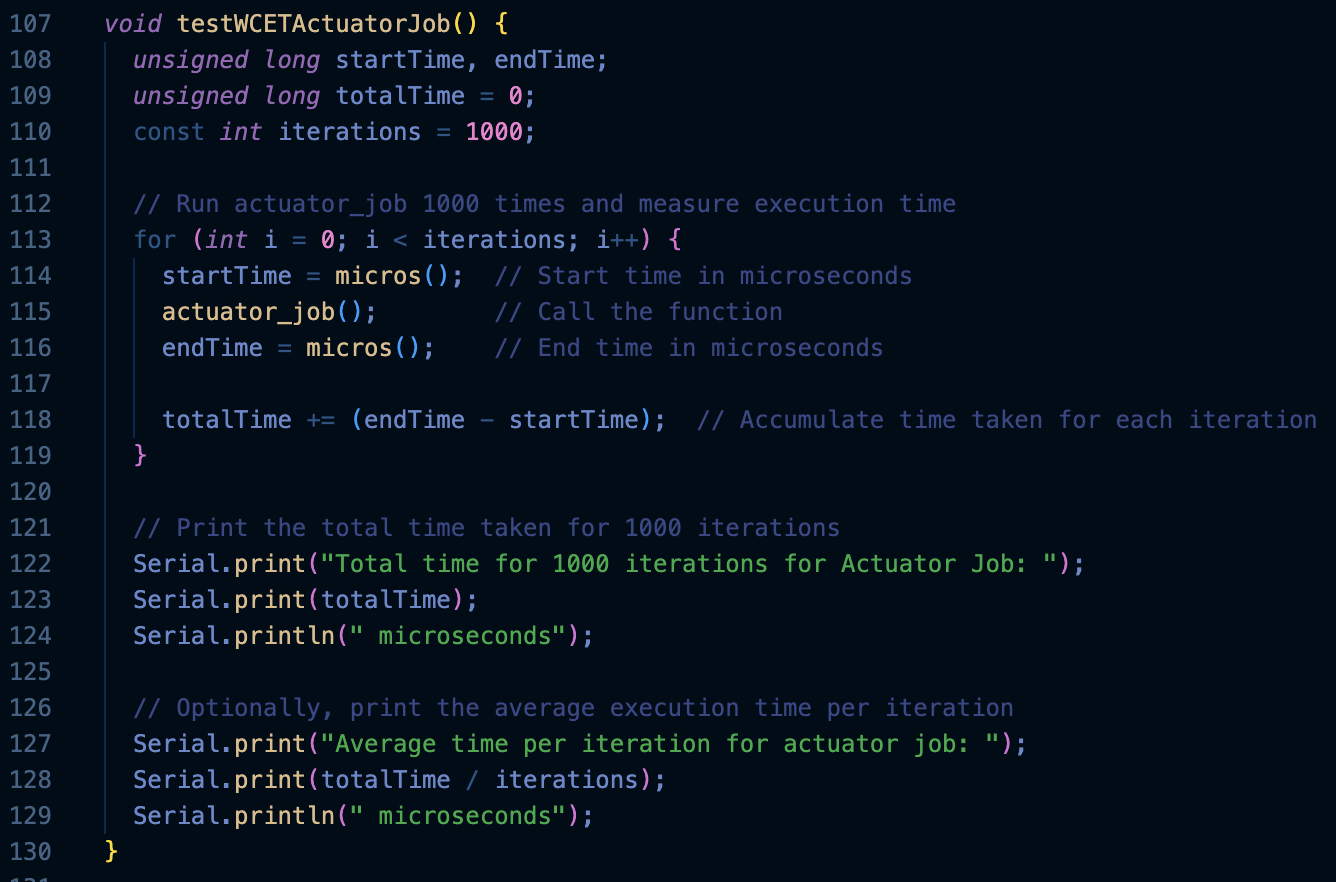 107 void testWCETActuatorJob() {
108 unsigned long startTime, endTime;
109 unsigned long totalTime = 0;
110 const int iterations = 1000;
111
112 // Run actuator_job 1000 times and measure execution time
113 for (int i = 0; i < iterations; i++) {
114 startTime = micros(); // Start time in microseconds
115 actuator_job(); // Call the function
116 endTime = micros(); // End time in microseconds
117
118 totalTime += (endTime - startTime); // Accumulate time taken for each iteration
119 }
120
121 // Print the total time taken for 1000 iterations
122 Serial.print("Total time for 1000 iterations for Actuator Job: ");
123 Serial.print(totalTime);
124 Serial.println(" microseconds");
125
126 // Optionally, print the average execution time per iteration
127 Serial.print("Average time per iteration for actuator job: ");
128 Serial.print(totalTime / iterations);
129 Serial.println(" microseconds");
130 }